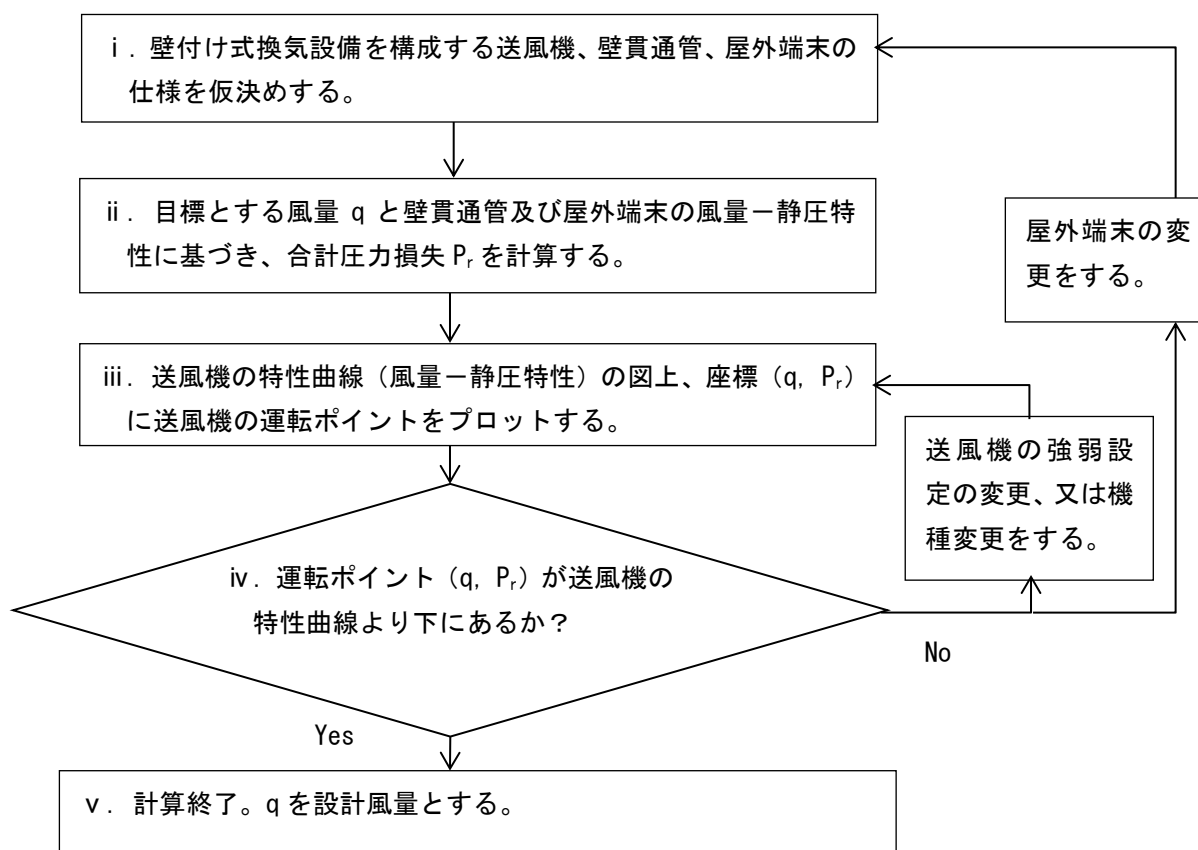 ⅰ. 壁付け式換気設備を構成する送風機、壁貫通管、屋外端末の
仕様を仮決めする。
ⅱ. 目標とする風量 q と壁貫通管及び屋外端末の風量－静圧特
性に基づき、合計圧力損失 Pr を計算する。
屋外端末の変
更をする。
ⅲ. 送風機の特性曲線（風量－静圧特性）の図上、座標（q, Pr）
に送風機の運転ポイントをプロットする。
送風機の強弱設
定の変更、又は機
種変更をする。
ⅳ. 運転ポイント（q, Pr）が送風機の
特性曲線より下にあるか？
No
Yes
ⅴ. 計算終了。q を設計風量とする。